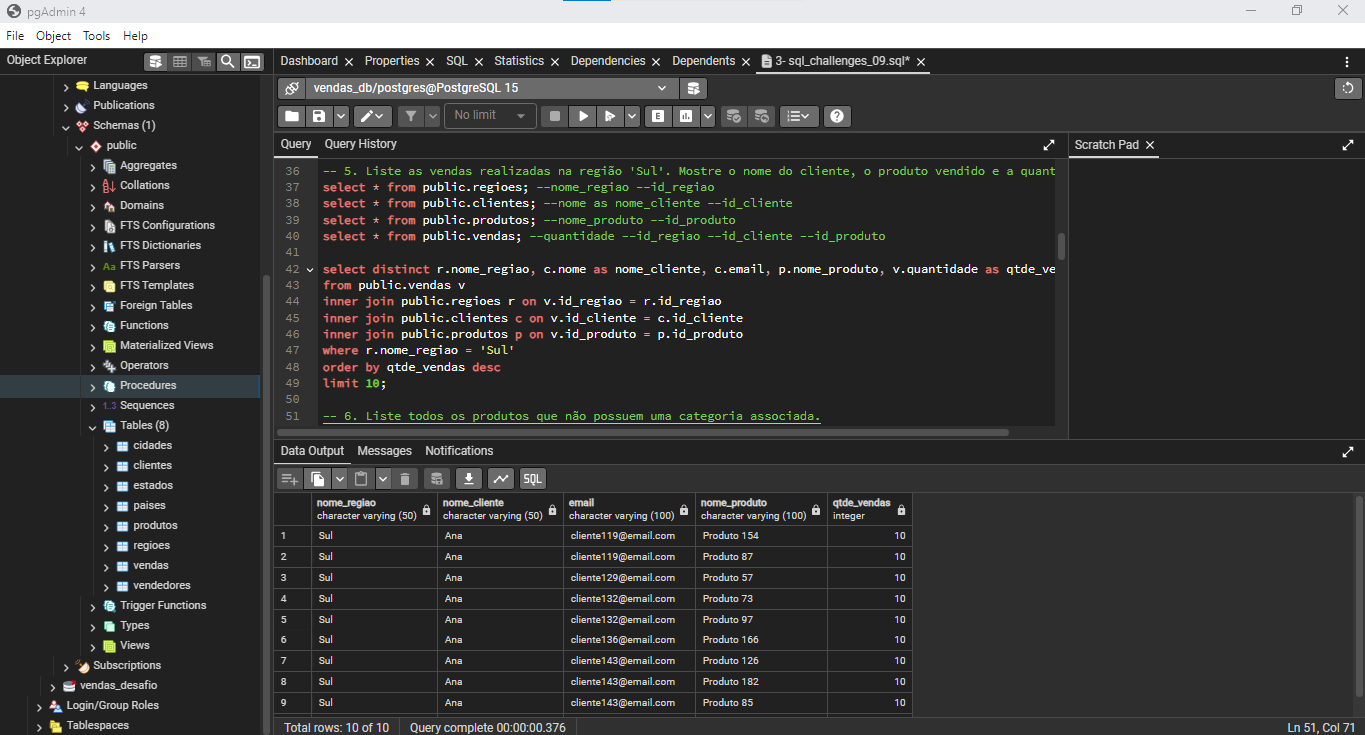 pgAdmin 4
File Object Tools Help
Object Explorer
Languages
Publications
Schemas (1)
public
Aggregates
Collations
Domains
FTS Configurations
FTS Dictionaries
Aa FTS Parsers
FTS Templates
Foreign Tables
Functions
Materialized Views
Operators
Procedures
1..3 Sequences
Tables (8)
cidades
clientes
estados
paises
produtos
regioes
vendas
vendedores
Trigger Functions
Types
Views
Subscriptions
vendas_desafio
Login/Group Roles
Tablespaces
Dashboard Properties SQL Statistics Dependencies Dependents 3- sql_challenges_09.sql*
vendas_db/postgres@PostgreSQL 15
No limit
E
Query Query History
Scratch Pad
36 -- 5. Liste as vendas realizadas na região 'Sul'. Mostre o nome do cliente, o produto vendido e a quant
37 select * from public.regioes; --nome_regiao --id_regiao
38 select * from public.clientes; --nome as nome_cliente --id_cliente
39 select * from public.produtos; --nome_produto --id_produto
40 select * from public.vendas; --quantidade --id_regiao --id_cliente --id_produto
41
42 select distinct r.nome_regiao, c.nome as nome_cliente, c.email, p.nome_produto, v.quantidade as qtde_ve
43 from public.vendas v
44 inner join public.regioes r on v.id_regiao = r.id_regiao
45 inner join public.clientes c on v.id_cliente = c.id_cliente
46 inner join public.produtos p on v.id_produto = p.id_produto
47 where r.nome_regiao = 'Sul'
48 order by qtde_vendas desc
49 limit 10;
50
51 -- 6. Liste todos os produtos que não possuem uma categoria associada.
Data Output Messages Notifications
SQL
nome_regiao nome_cliente email nome_produto qtde_vendas
character varying (50) character varying (50) character varying (100) character varying (100) integer
1 Sul Ana cliente119@email.com Produto 154 10
2 Sul Ana cliente119@email.com Produto 87 10
3 Sul Ana cliente129@email.com Produto 57 10
4 Sul Ana cliente132@email.com Produto 73 10
5 Sul Ana cliente132@email.com Produto 97 10
6 Sul Ana cliente136@email.com Produto 166 10
7 Sul Ana cliente143@email.com Produto 126 10
8 Sul Ana cliente143@email.com Produto 182 10
9 Sul Ana cliente143@email.com Produto 85 10
Total rows: 10 of 10 Query complete 00:00:00.376 Ln 51, Col 71